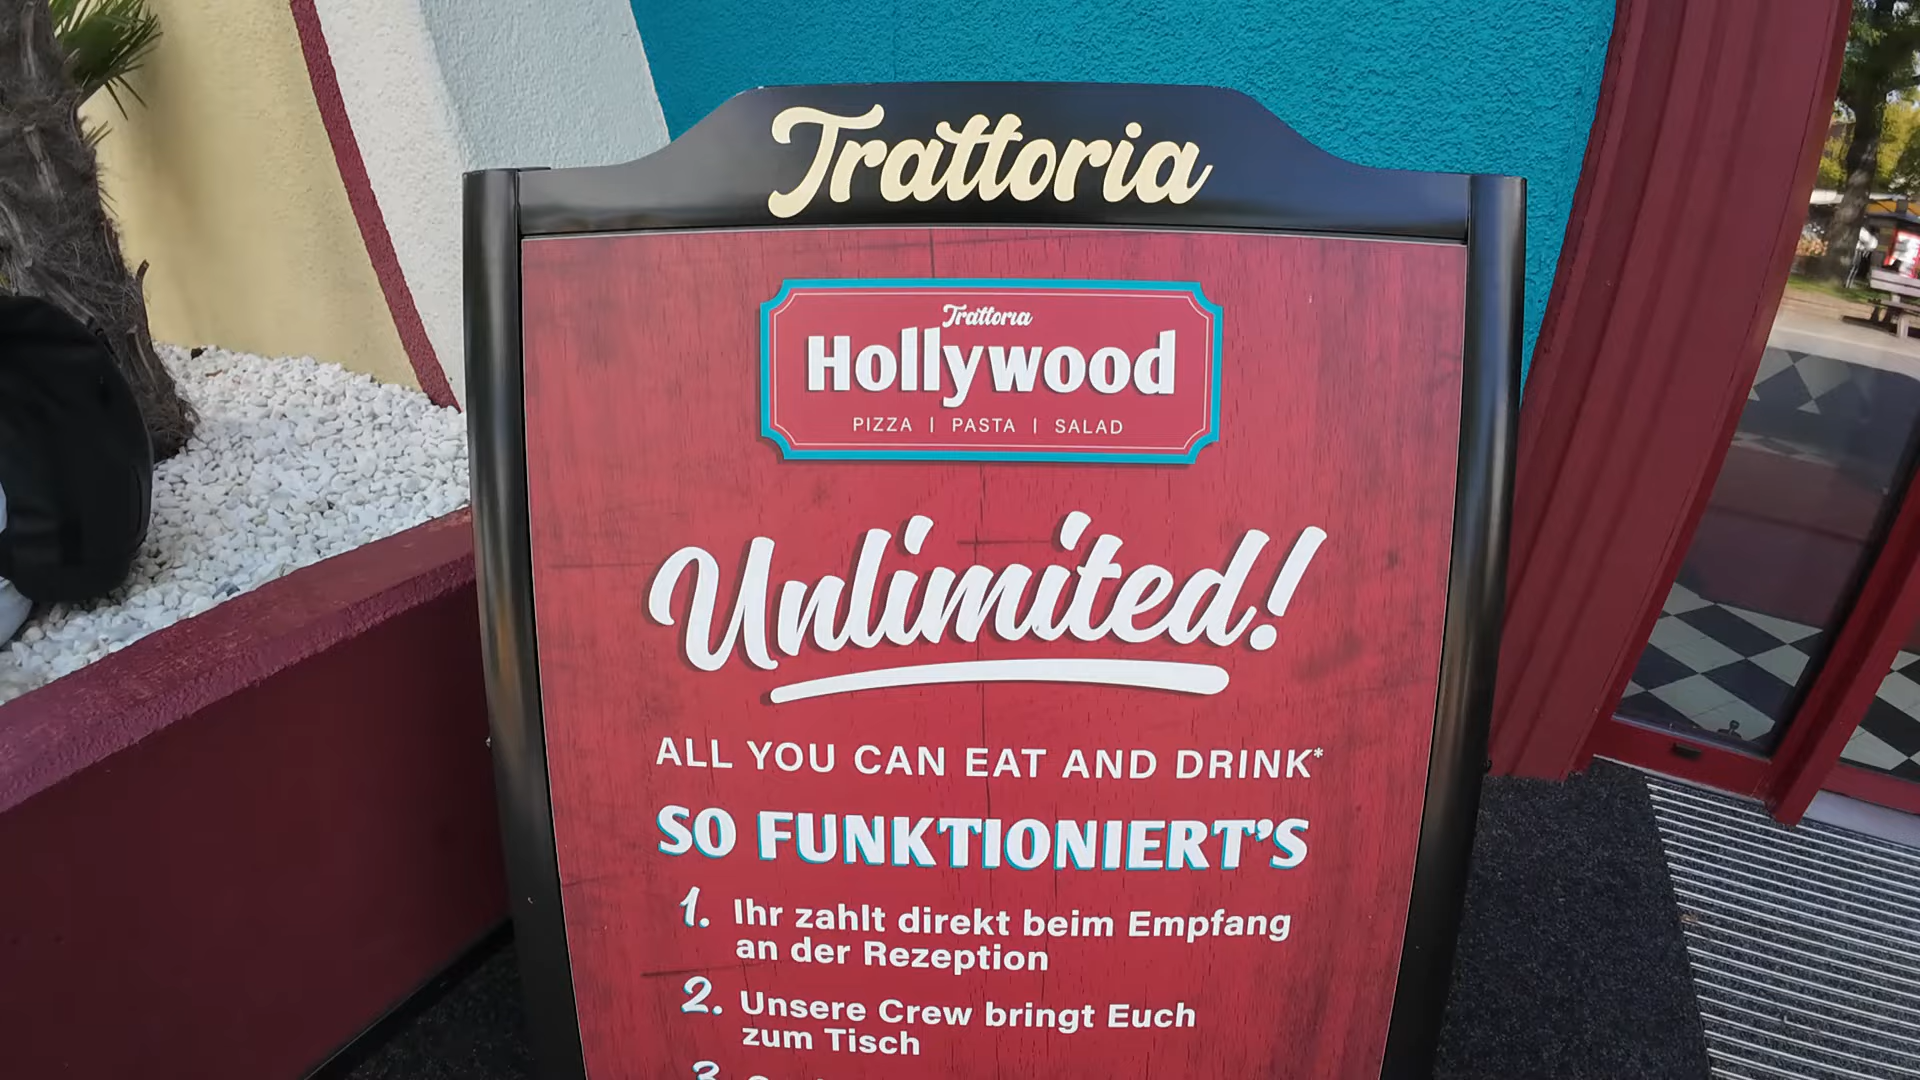 Trattoria
Trattoria
Hollywood
PIZZA | PASTA | SALAD
Unlimited!
ALL YOU CAN EAT AND DRINK*
SO FUNKTIONIERT'S
1. Ihr zahlt direkt beim Empfang
an der Rezeption
2. Unsere Crew bringt Euch
zum Tisch
3.